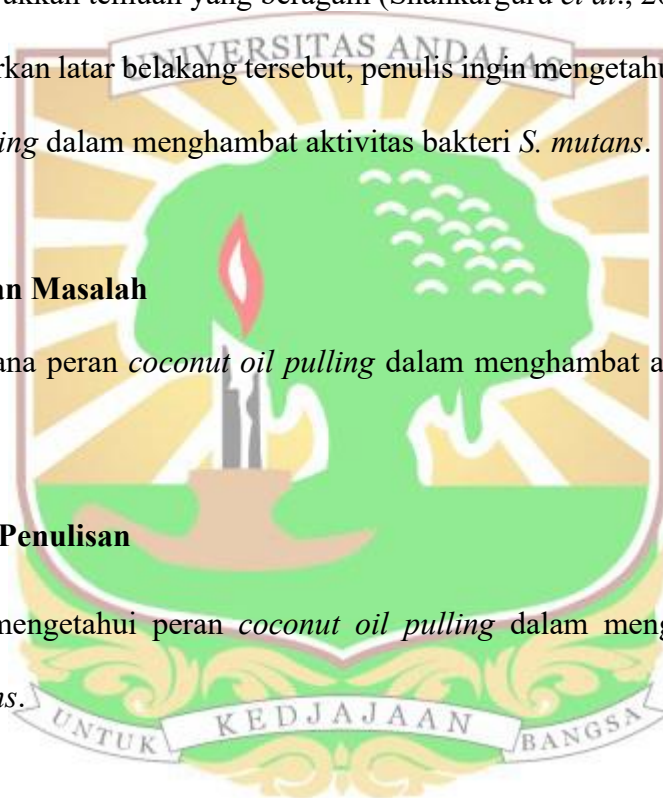 ukkan temuan yang beragam (Shankarguru et al., 20
UNIVERSITAS ANDALAS
rkan latar belakang tersebut, penulis ingin mengetahu
ing dalam menghambat aktivitas bakteri S. mutans.
an Masalah
ana peran coconut oil pulling dalam menghambat a
Penulisan
mengetahui peran coconut oil pulling dalam meng
ns.
UNTUK KEDJAJAAN BANGSA